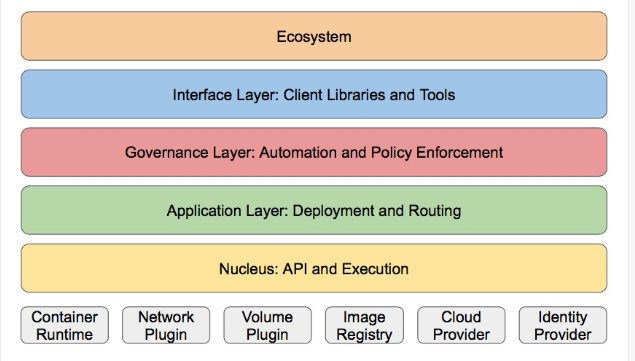 Ecosystem
Interface Layer: Client Libraries and Tools
Governance Layer: Automation and Policy Enforcement
Application Layer: Deployment and Routing
Nucleus: API and Execution
Container
Runtime
Network
Plugin
Volume
Plugin
Image
Registry
Cloud
Provider
Identity
Provider